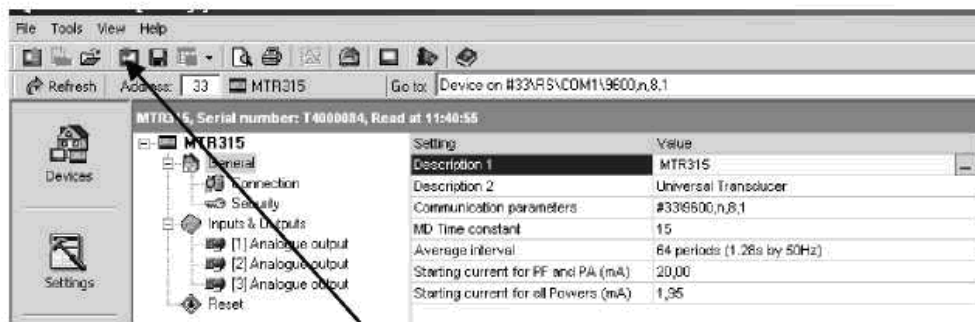 File Tools View Help
Refresh Address: 33 MTR315 Go to: Device on #33\RS\COM1\9600,n,8,1
MTR315, Serial number: T4000084, Read at 11:40:55
Devices
Settings
MTR315
General
Connection
Security
Inputs & Outputs
[1] Analogue output
[2] Analogue output
[3] Analogue output
Reset
Setting Value
Description 1 MTR315
Description 2 Universal Transducer
Communication parameters #33\9600,n,8,1
MD Time constant 15
Average interval 64 periods (1.28s by 50Hz)
Starting current for PF and PA (mA) 20,00
Starting current for all Powers (mA) 1,95